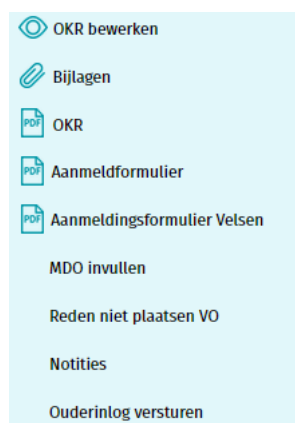 OKR bewerken
Bijlagen
PDF OKR
PDF Aanmeldformulier
PDF Aanmeldingsformulier Velsen
MDO invullen
Reden niet plaatsen VO
Notities
Ouderinlog versturen